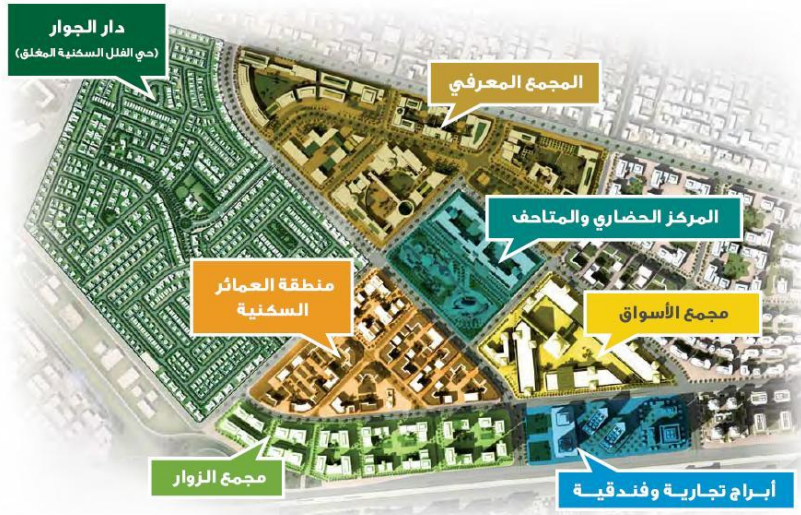 دار الجوار
(حي الفلل السكنية المغلق)
المجمع المعرفي
المركز الحضاري والمتاحف
منطقة العمائر
السكنية
مجمع الأسواق
مجمع الزوار
أبراج تجارية وفندقية